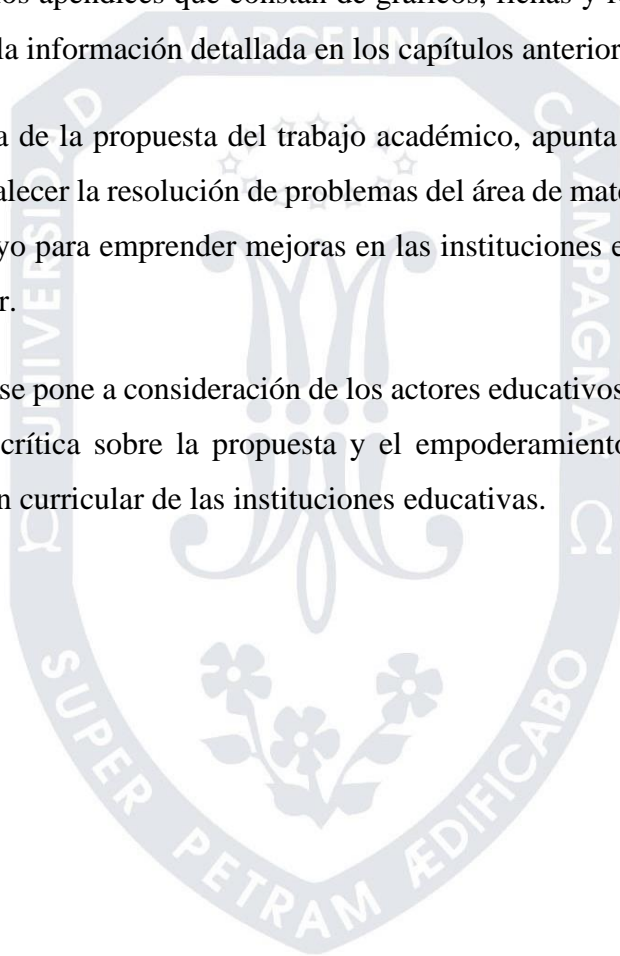 los apéndices que constan de gráficos, fichas y
la información detallada en los capítulos anterior
de la propuesta del trabajo académico, apunta
alecer la resolución de problemas del área de mate
yo para emprender mejoras en las instituciones e
r.
se pone a consideración de los actores educativos
crítica sobre la propuesta y el empoderamiento
n curricular de las instituciones educativas.
UNIVERSIDAD MARCELINO CHAMPAGNAT
SUPER PETRAM ÆDIFICABO